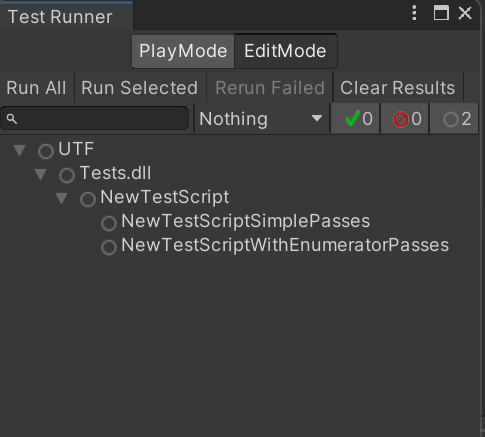 Test Runner
PlayMode EditMode
Run All Run Selected Rerun Failed Clear Results
Nothing 0 0 2
UTF
Tests.dll
NewTestScript
NewTestScriptSimplePasses
NewTestScriptWithEnumeratorPasses